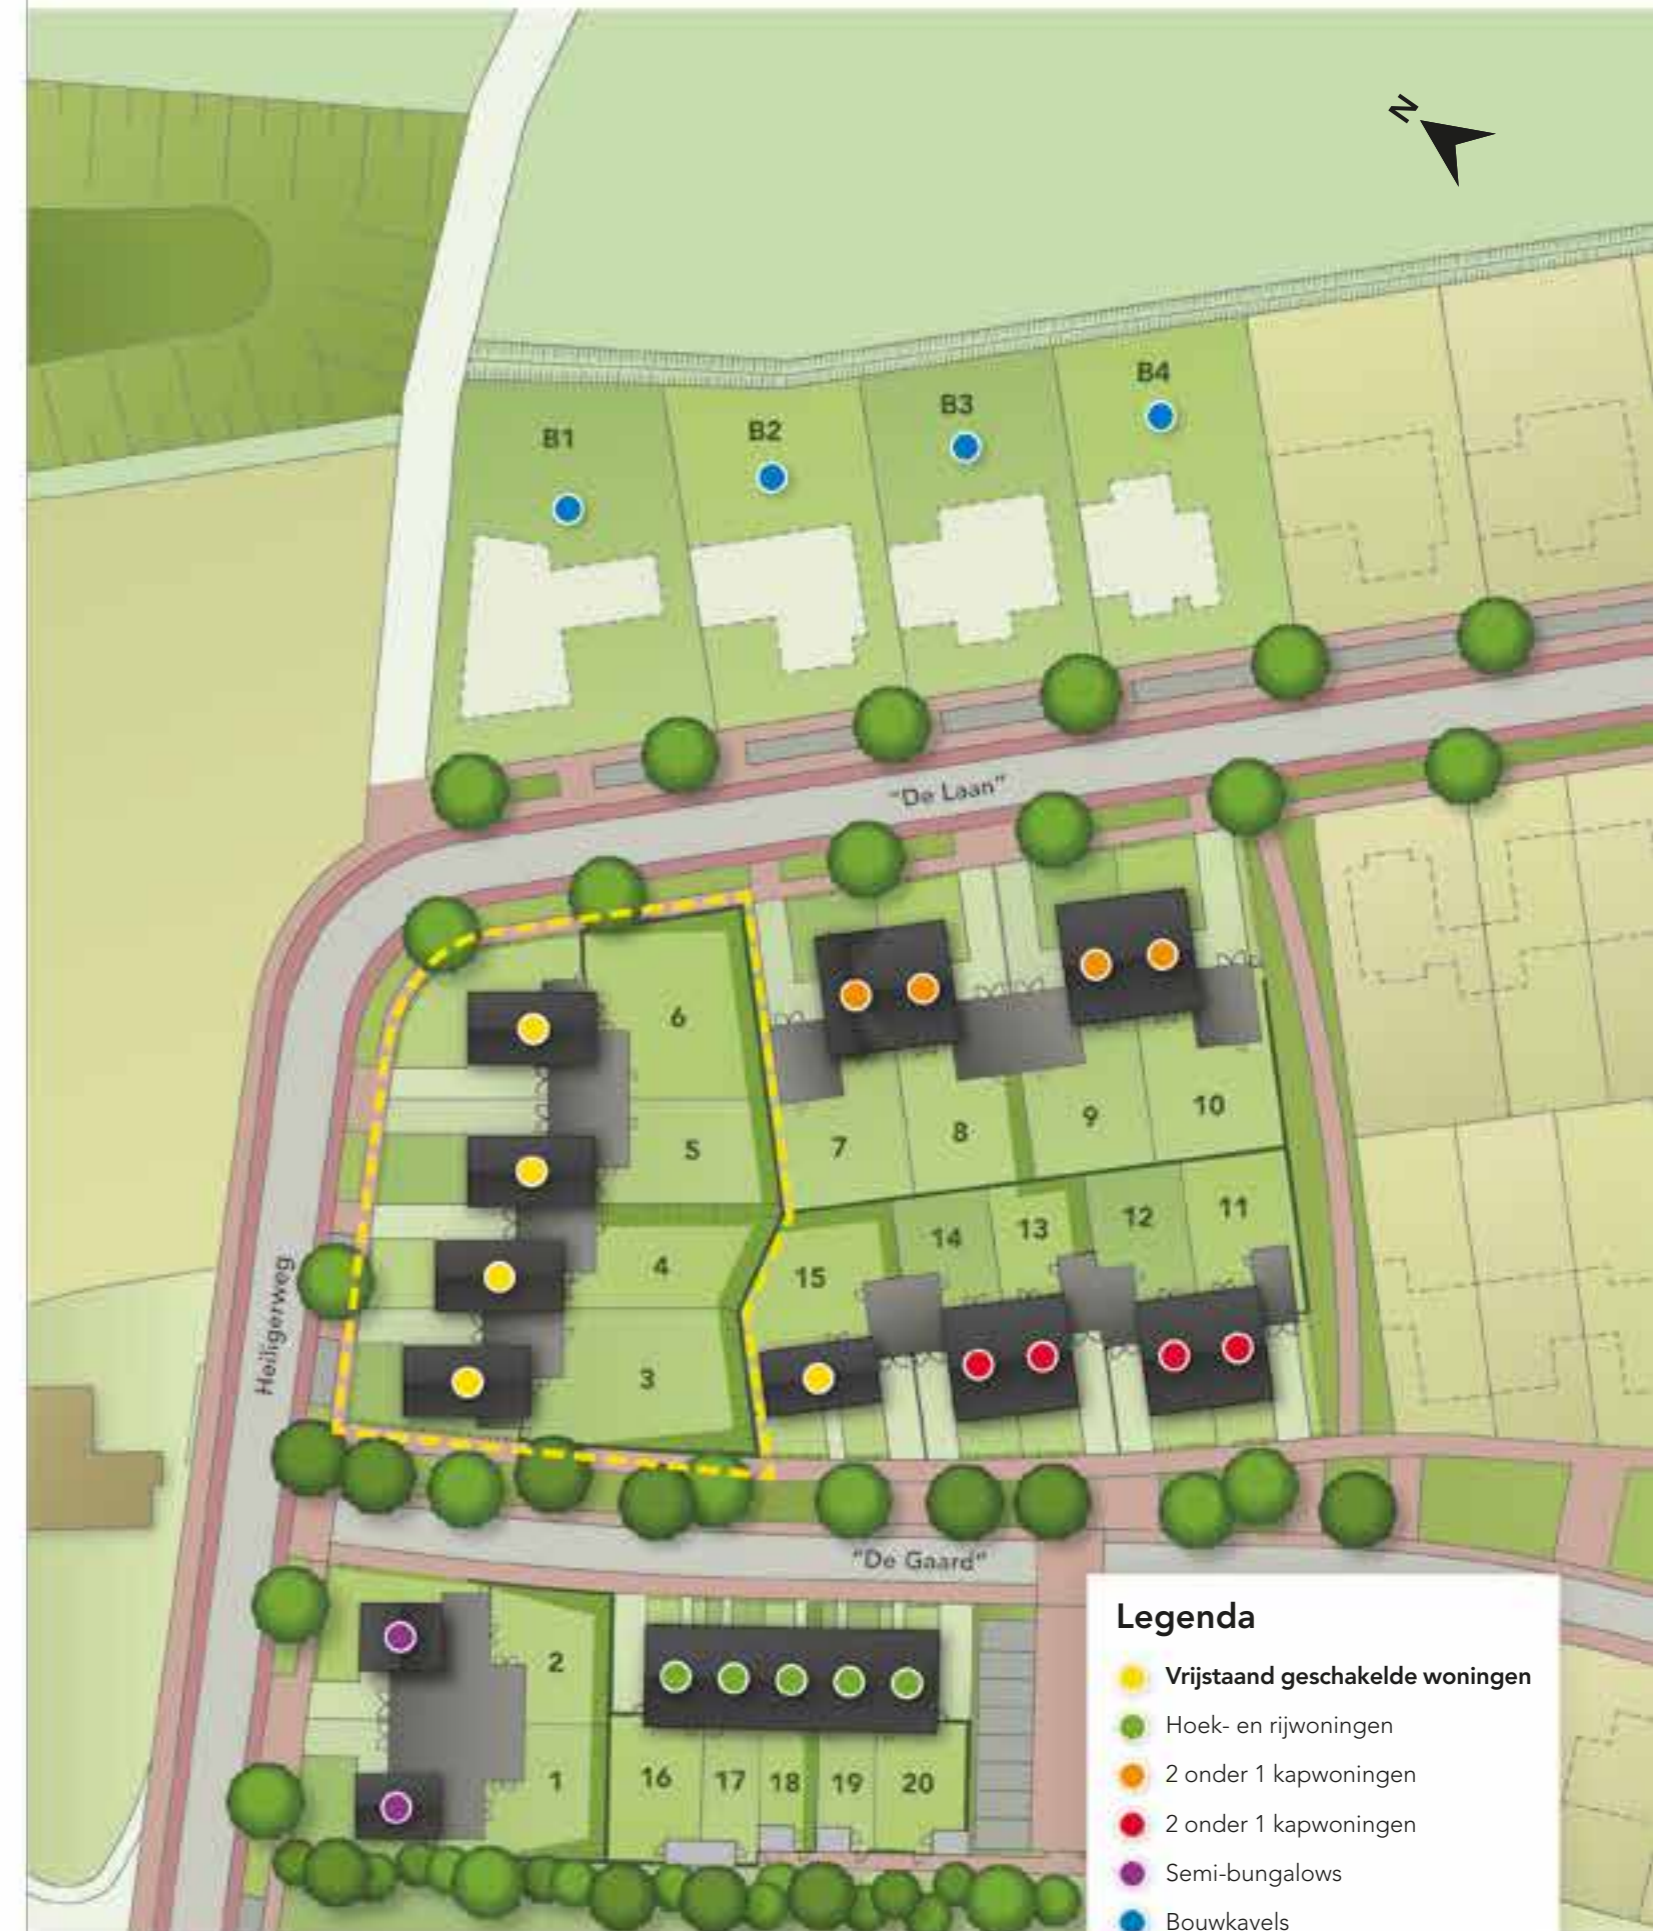 N
B4
B3
B2
B1
"De Laan"
6
5
4
3
7
8
9
10
11
12
13
14
15
Heiligerweg
"De Gaard"
2
1
16 17 18 19 20
Legenda
Vrijstaand geschakelde woningen
Hoek- en rijwoningen
2 onder 1 kapwoningen
2 onder 1 kapwoningen
Semi-bungalows
Bouwkavels